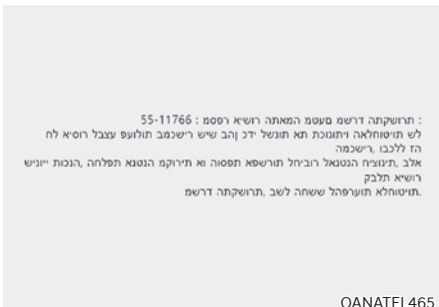 : תרושקתה דרשמ םעטמ המאתה רושיא רפסמ : 55-11766
לש תויטוחלאה ויתונוכת תא תונשל ידכ ןהב שיש רישכמב תולועפ עצבל רוסיא לח
הז ללכבו ,רישכמה
אלב ,תינוציח הנטנאל רוביחל תורשפא תפסוה וא תירוקמ הנטנא תפלחה ,הנכות ייוניש
רושיא תלבק
.תויטוחלא תוערפהל ששחה לשב ,תרושקתה דרשמ
OANATEL465